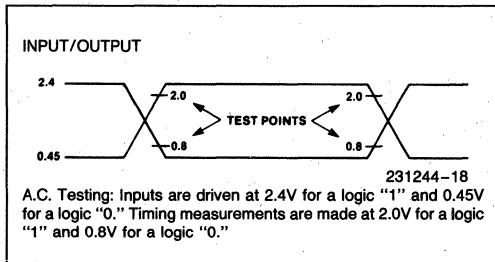 INPUT/OUTPUT
2.4
2.0
2.0
TEST POINTS
0.8
0.8
0.45
231244-18
A.C. Testing: Inputs are driven at 2.4V for a logic "1" and 0.45V
for a logic "0." Timing measurements are made at 2.0V for a logic
"1" and 0.8V for a logic "0."